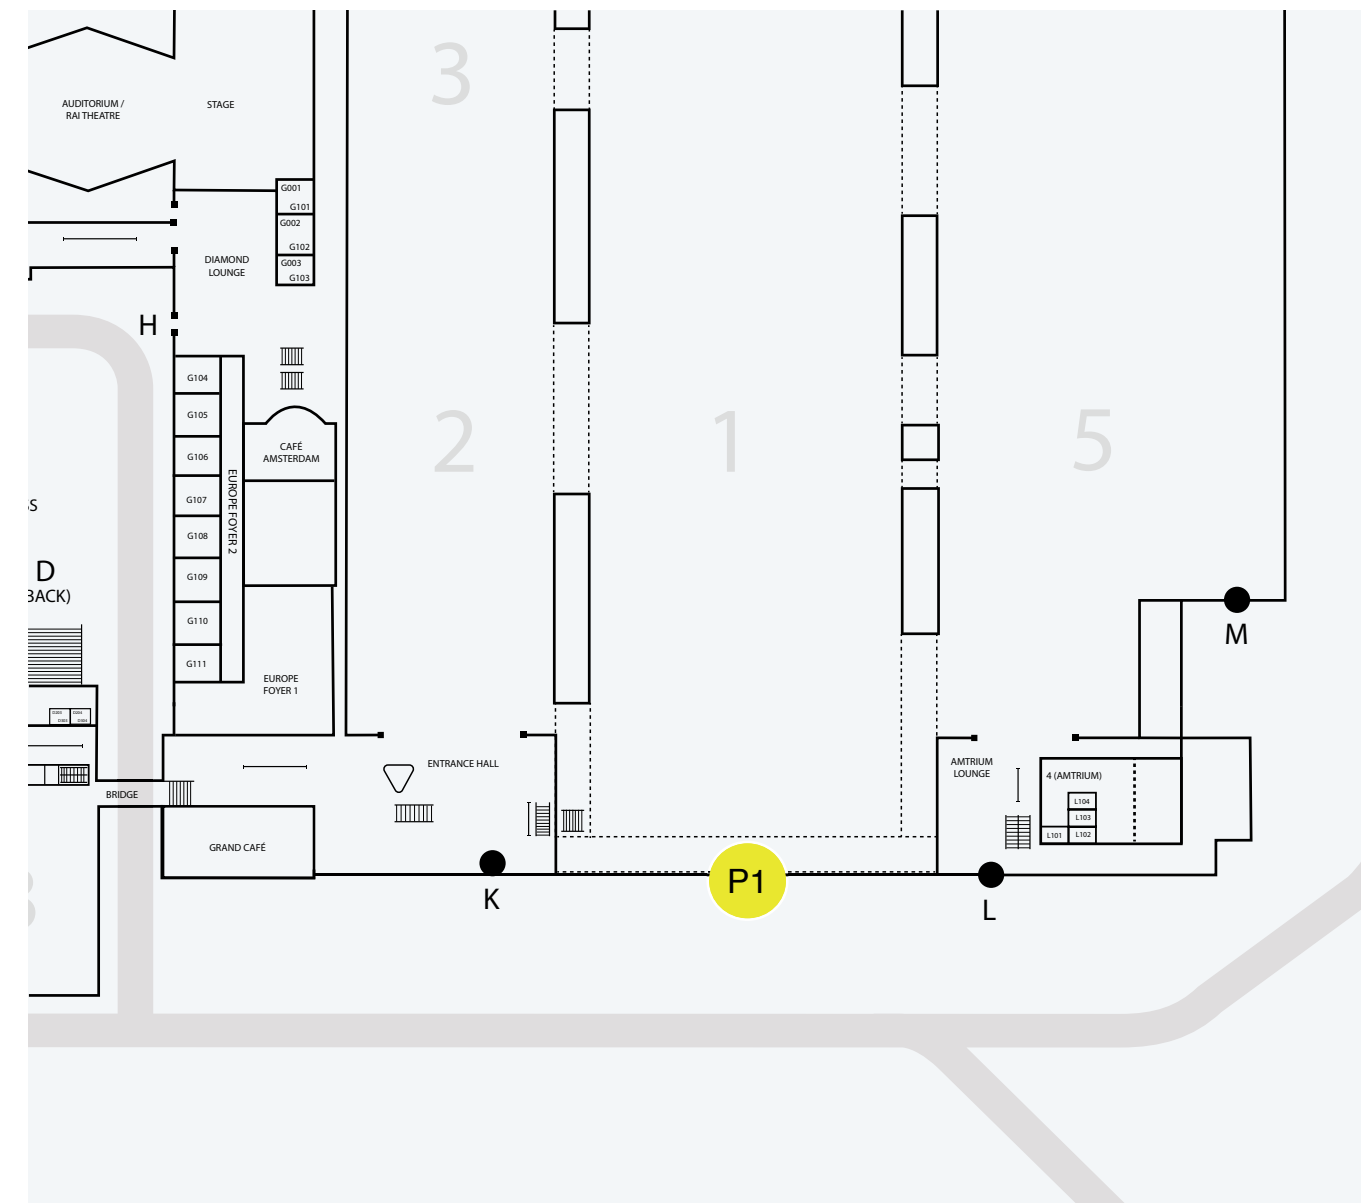 3
AUDITORIUM /
RAI THEATRE
STAGE
G001
G101
G002
G102
G003
G103
DIAMOND
LOUNGE
H
G104
G105
G106
G107
G108
G109
G110
G111
EUROPE FOYER 2
CAFÉ
AMSTERDAM
2
1
5
D
BACK)
EUROPE
FOYER 1
M
ENTRANCE HALL
AMTRIUM
LOUNGE
4 (AMTRIUM)
L104
L103
L101
L102
BRIDGE
GRAND CAFÉ
P1
K
L